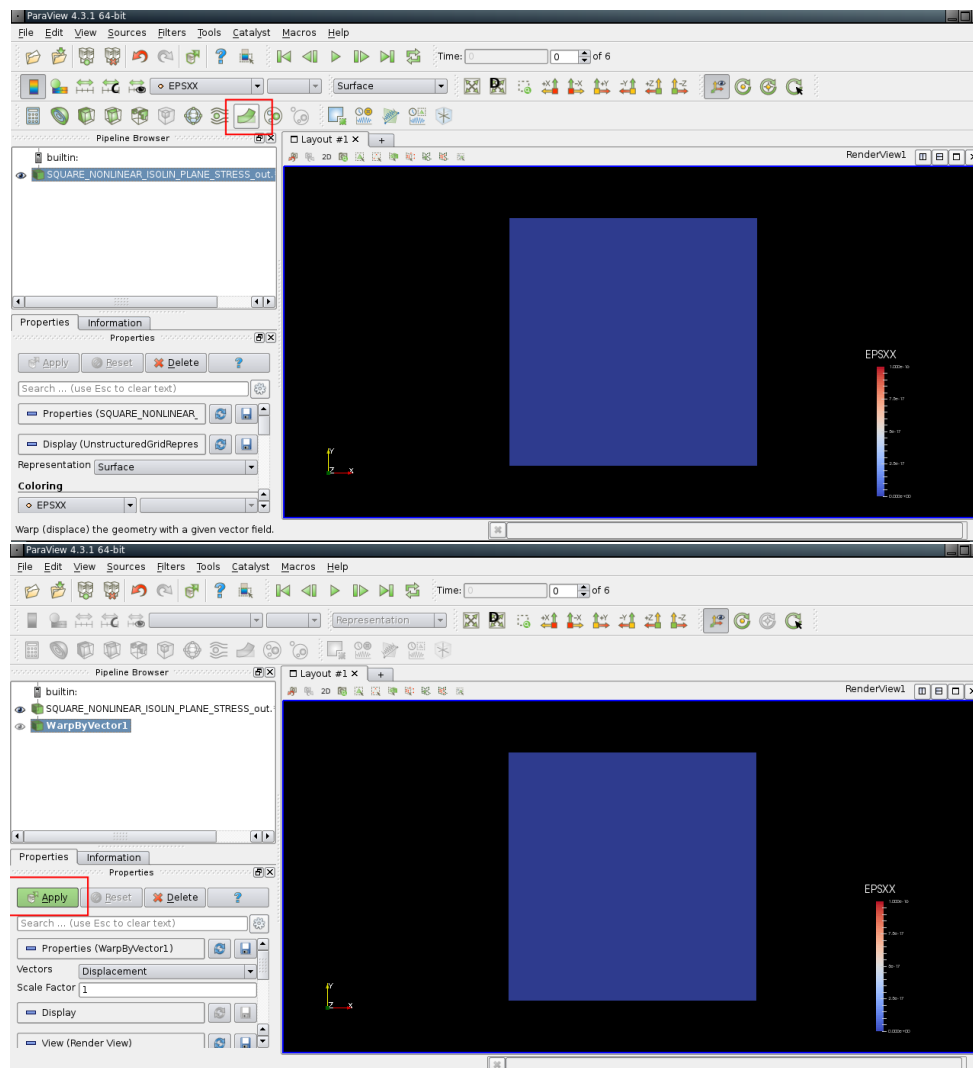 ParaView 4.3.1 64-bit
File Edit View Sources Filters Tools Catalyst Macros Help
Time: 0 0 of 6
EPSXX Surface
Pipeline Browser
Layout #1 × +
builtin:
2D
RenderView1
SQUARE_NONLINEAR_ISOLIN_PLANE_STRESS_out.
Properties Information
Properties
Apply Reset Delete ?
Search ... (use Esc to clear text)
Properties (SQUARE_NONLINEAR_
Display (UnstructuredGridRepres
Representation Surface
Coloring
EPSXX
EPSXX
Y
Z X
Warp (displace) the geometry with a given vector field.
ParaView 4.3.1 64-bit
File Edit View Sources Filters Tools Catalyst Macros Help
Time: 0 0 of 6
Representation
Pipeline Browser
Layout #1 × +
builtin:
2D
RenderView1
SQUARE_NONLINEAR_ISOLIN_PLANE_STRESS_out.
WarpByVector1
Properties Information
Properties
Apply Reset Delete ?
Search ... (use Esc to clear text)
Properties (WarpByVector1)
Vectors Displacement
Scale Factor 1
Display
View (Render View)
EPSXX
Y
Z X